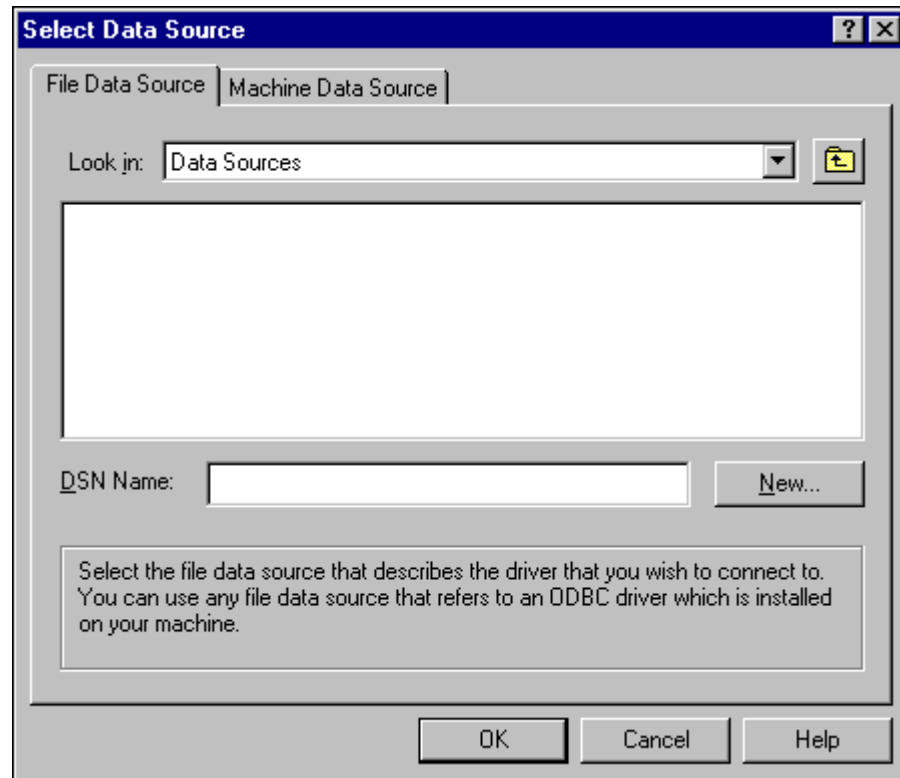 Select Data Source
File Data Source
Machine Data Source
Look in:
Data Sources
DSN Name:
New...
Select the file data source that describes the driver that you wish to connect to.
You can use any file data source that refers to an ODBC driver which is installed
on your machine.
OK
Cancel
Help